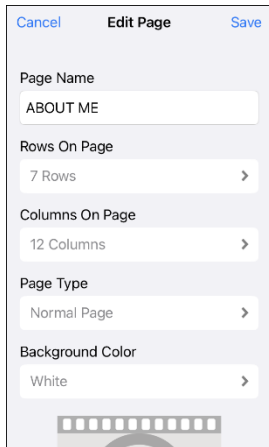 Cancel Edit Page Save
Page Name
ABOUT ME
Rows On Page
7 Rows
Columns On Page
12 Columns
Page Type
Normal Page
Background Color
White